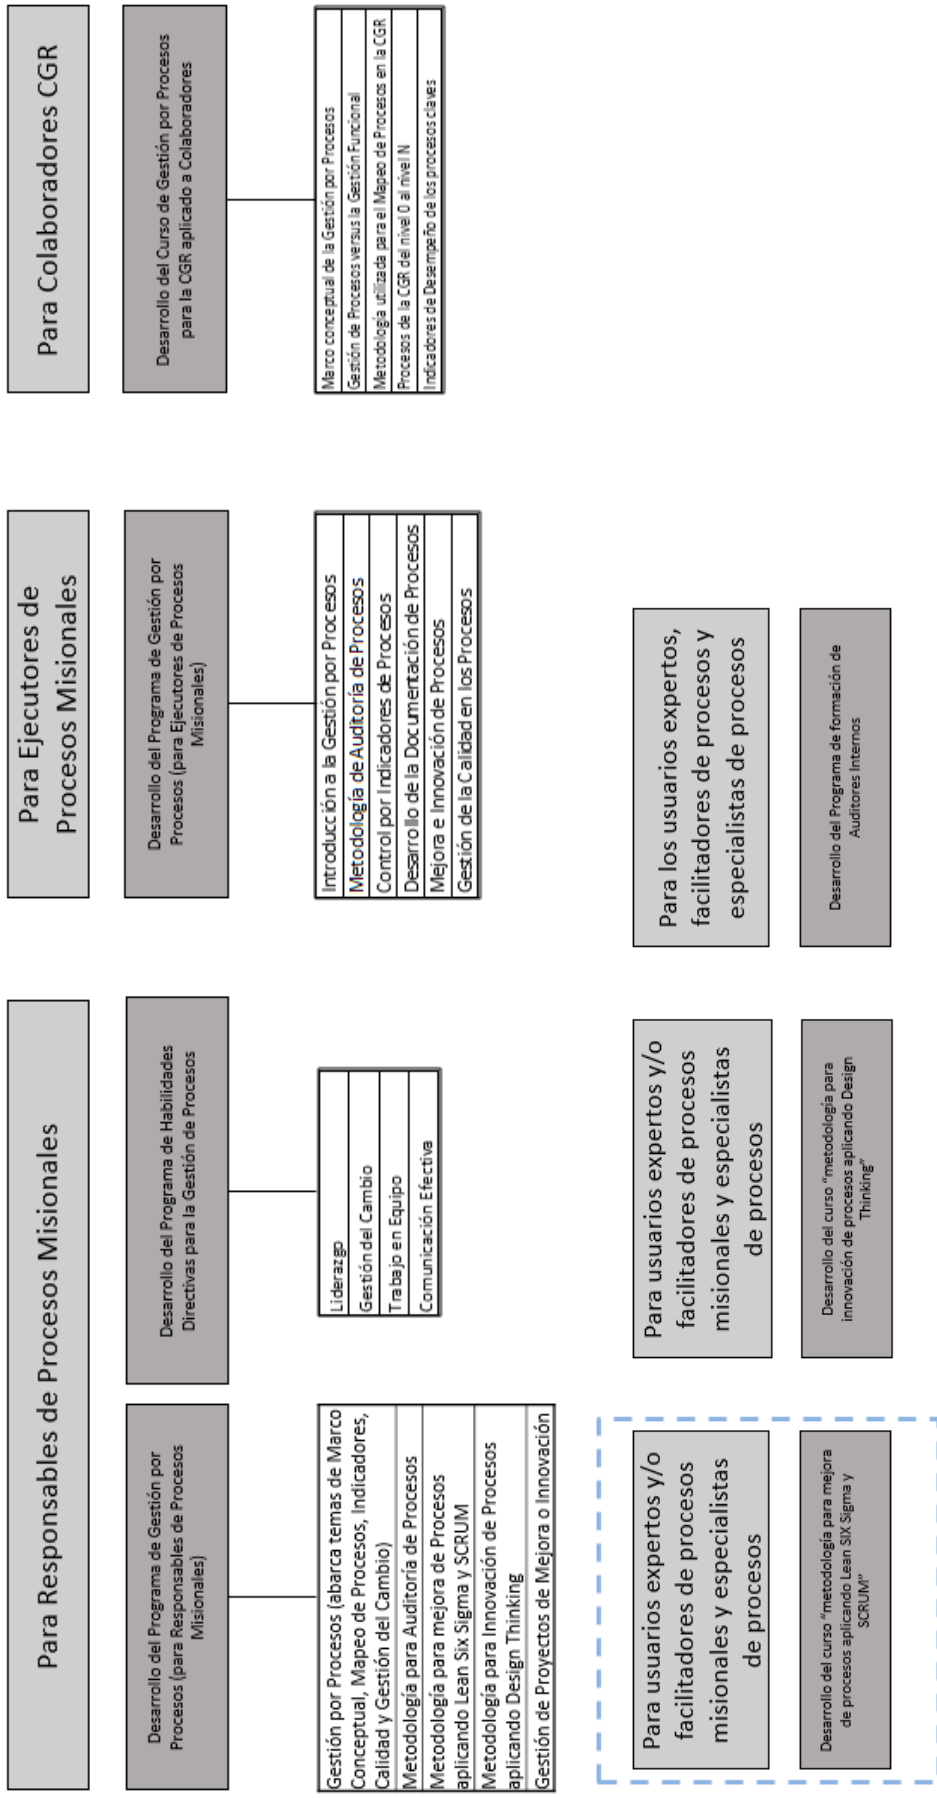 Para Responsables de Procesos Misionales
Desarrollo del Programa de Gestión por
Procesos (para Responsables de Proceso
Misionales)
Gestión por Procesos (abarca temas de Marco
Conceptual, Mapeo de Procesos, Indicadores,
Calidad y Gestión del Cambio)
Metodología para Auditoría de Procesos
Metodología para mejora de Procesos
aplicando Lean Six Sigma y SCRUM
Metodología para Innovación de Procesos
aplicando Design Thinking
Gestión de Proyectos de Mejora o Innovación
Desarrollo del Programa de Habilidades
Directivas para la Gestión de Procesos
Liderazgo
Gestión del Cambio
Trabajo en Equipo
Comunicación Efectiva
Para Ejecutores de
Procesos Misionales
Desarrollo del Programa de Gestión por
Procesos (para Ejecutores de Procesos
Misionales)
Introducción a la Gestión por Procesos
Metodología de Auditoría de Procesos
Control por Indicadores de Procesos
Desarrollo de la Documentación de Procesos
Mejora e Innovación de Procesos
Gestión de la Calidad en los Procesos
Para Colaboradores CGR
Desarrollo del Curso de Gestión por Procesos
para la CGR aplicado a Colaboradores
Marco conceptual de la Gestión por Procesos
Gestión de Procesos versus la Gestión Funcional
Metodología utilizada para el Mapeo de Procesos en la CGR
Procesos de la CGR del nivel 0 al nivel N
Indicadores de Desempeño de los procesos claves
Para usuarios expertos y/o
facilitadores de procesos
misionales y especialistas
de procesos
Desarrollo del curso "metodología para mejora
de procesos aplicando Lean SIX Sigma y
SCRUM"
Para usuarios expertos y/o
facilitadores de procesos
misionales y especialistas
de procesos
Desarrollo del curso "metodología para
innovación de procesos aplicando Design
Thinking"
Para los usuarios expertos,
facilitadores de procesos y
especialistas de procesos
Desarrollo del Programa de formación de
Auditores Internos